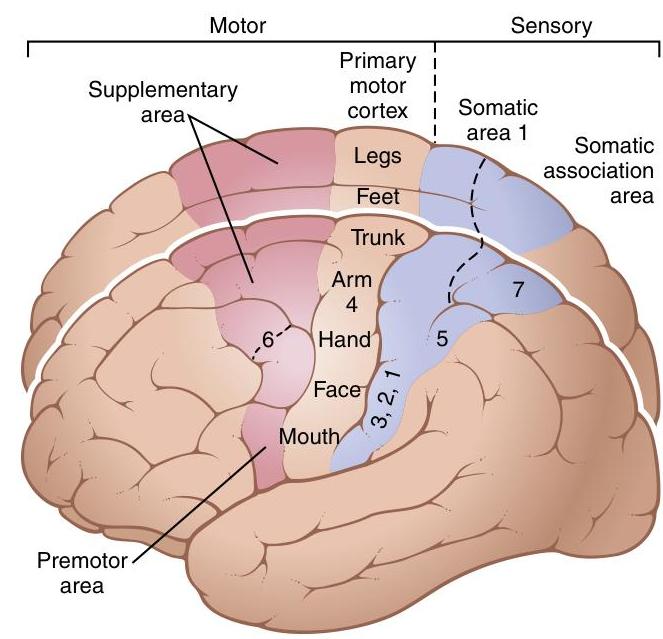 Motor
Sensory
Primary
motor
cortex
Supplementary
area
Somatic
area 1
Somatic
association
area
Legs
Feet
Trunk
Arm
4
7
6
Hand
5
Face
3, 2, 1
Mouth
Premotor
area